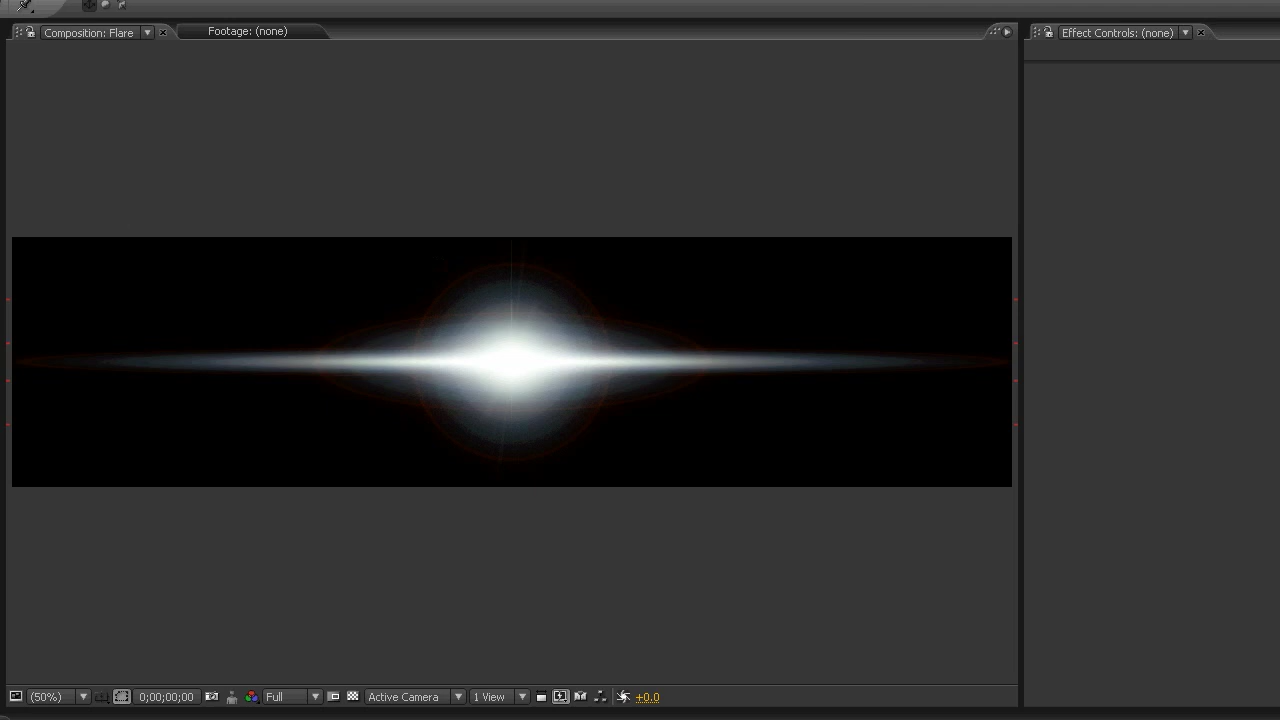 Composition: Flare
Footage: (none)
Effect Controls: (none)
(50%)
0;00;00;00
Full
Active Camera
1 View
+0.0